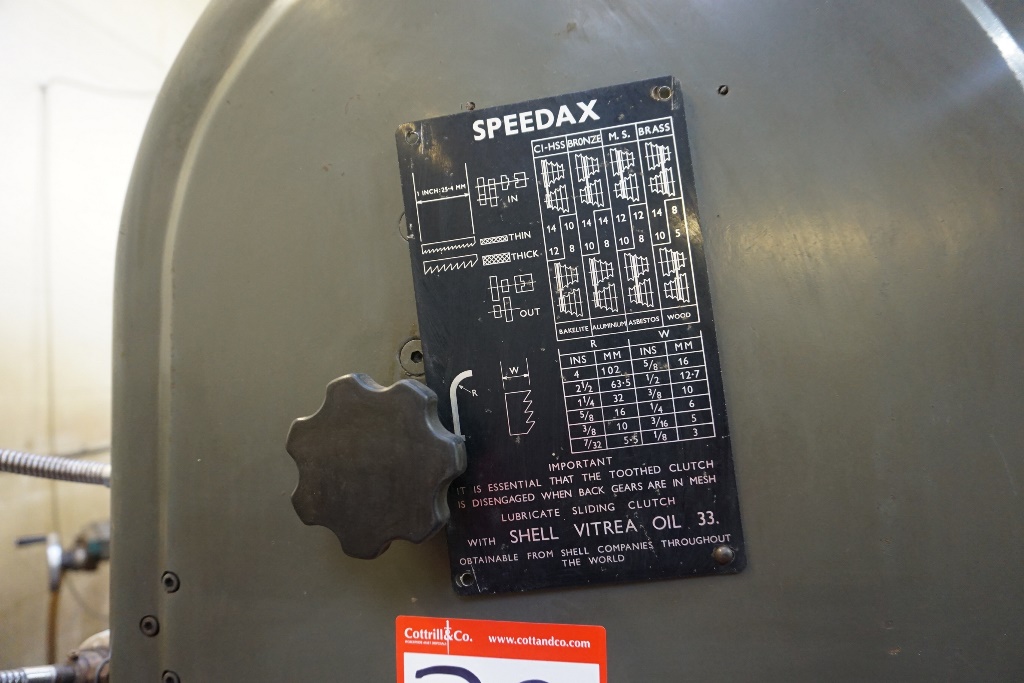 SPEEDAX
CI-HSS BRONZE M. S. BRASS
1 INCH:25·4 MM
IN
14 10 14 14 12 12 14 8
12 8 10 8 10 8 10 5
THIN
THICK
OUT
BAKELITE ALUMINIUM ASBESTOS WOOD
R W
INS MM INS MM
4 102 5/8 16
2 1/2 63·5 1/2 12·7
1 1/4 32 3/8 10
5/8 16 1/4 6
3/8 10 3/16 5
7/32 5·5 1/8 3
W
R
IMPORTANT
IT IS ESSENTIAL THAT THE TOOTHED CLUTCH
IS DISENGAGED WHEN BACK GEARS ARE IN MESH
LUBRICATE SLIDING CLUTCH
WITH SHELL VITREA OIL 33.
OBTAINABLE FROM SHELL COMPANIES THROUGHOUT
THE WORLD
Cottrill&Co. www.cottandco.com